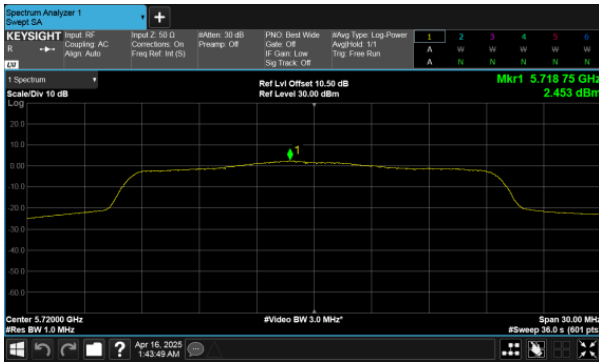 Spectrum Analyzer 1
Swept SA
+
KEYSIGHT
R
Input: RF
Coupling: AC
Align: Auto
Input Z: 50 Ω
Corrections: On
Freq Ref: Int (S)
#Atten: 30 dB
Preamp: Off
PNO: Best Wide
Gate: Off
IF Gain: Low
Sig Track: Off
#Avg Type: Log-Power
Avg|Hold: 1/1
Trig: Free Run
1 2 3 4 5 6
A W W W W W
A N N N N N
LXI
1 Spectrum
Scale/Div 10 dB
Log
Ref Lvl Offset 10.50 dB
Ref Level 30.00 dBm
Mkr1 5.718 75 GHz
2.453 dBm
20.0
10.0
0.00
-10.0
-20.0
-30.0
-40.0
-50.0
-60.0
1
Center 5.72000 GHz
#Res BW 1.0 MHz
#Video BW 3.0 MHz*
Span 30.00 MHz
#Sweep 36.0 s (601 pts)
?
Apr 16, 2025
1:43:49 AM